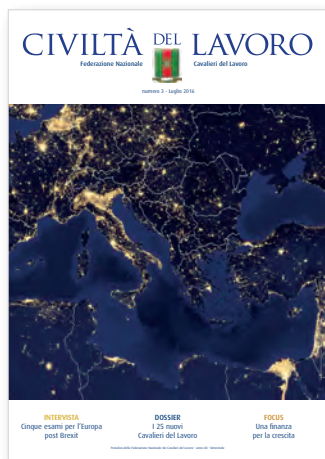 CIVILTÀ DEL LAVORO
Federazione Nazionale Cavalieri del Lavoro
numero 3 - Luglio 2016
INTERVISTA
Cinque esami per l'Europa
post Brexit
DOSSIER
I 25 nuovi
Cavalieri del Lavoro
FOCUS
Una finanza
per la crescita